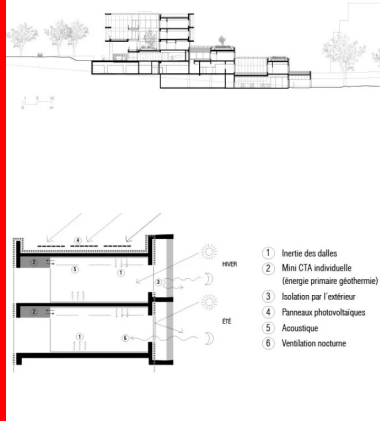 4
2
5
1
HIVER
3
2
ÉTÉ
1
6
1 Inertie des dalles
2 Mini CTA individuelle
(énergie primaire géothermie)
3 Isolation par l'extérieur
4 Panneaux photovoltaïques
5 Acoustique
6 Ventilation nocturne